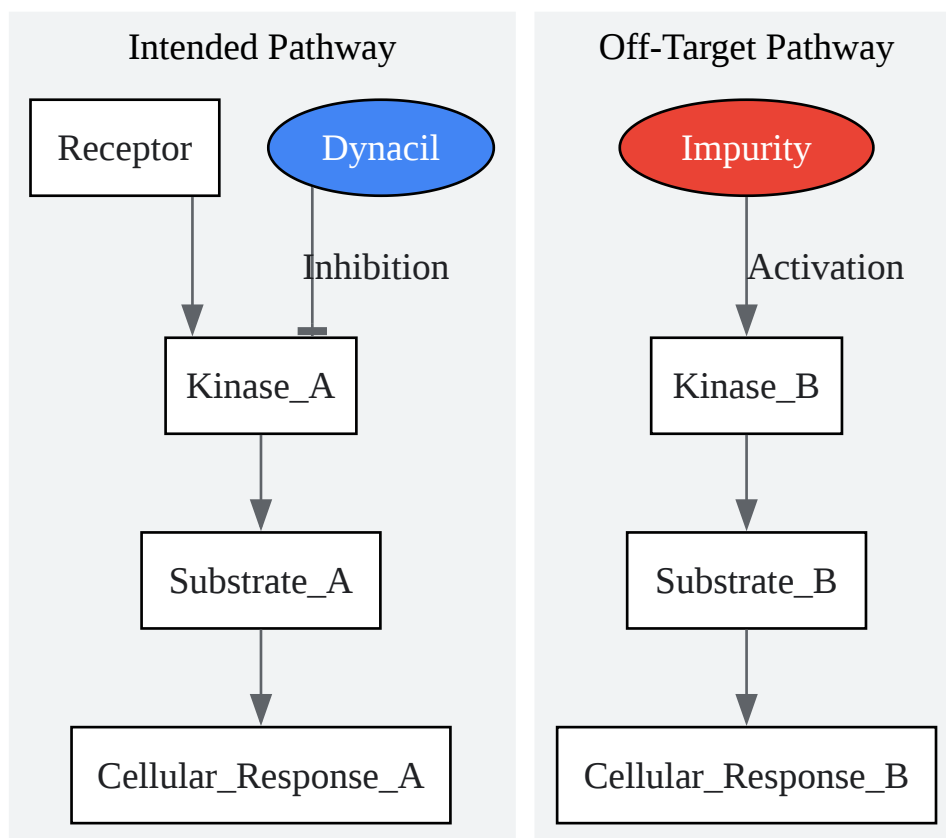 Intended Pathway
Receptor
Dynacil
Inhibition
Kinase_A
Substrate_A
Cellular_Response_A
Off-Target Pathway
Impurity
Activation
Kinase_B
Substrate_B
Cellular_Response_B